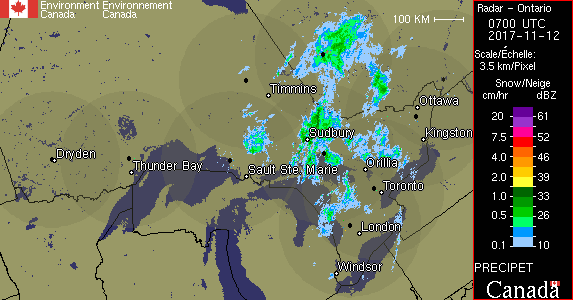 Environment Environnement
Canada Canada
100 KM
Radar - Ontario
0700 UTC
2017-11-12
Scale/Échelle:
3.5 km/Pixel
Snow/Neige
cm/hr dBZ
20 61
7.5 52
4.0 46
2.0 39
1.0 33
0.5 26
0.1 10
PRECIPET
Canada
Timmins
Ottawa
Sudbury
Kingston
Dryden
Thunder Bay
Sault Ste. Marie
Orillia
Toronto
London
Windsor